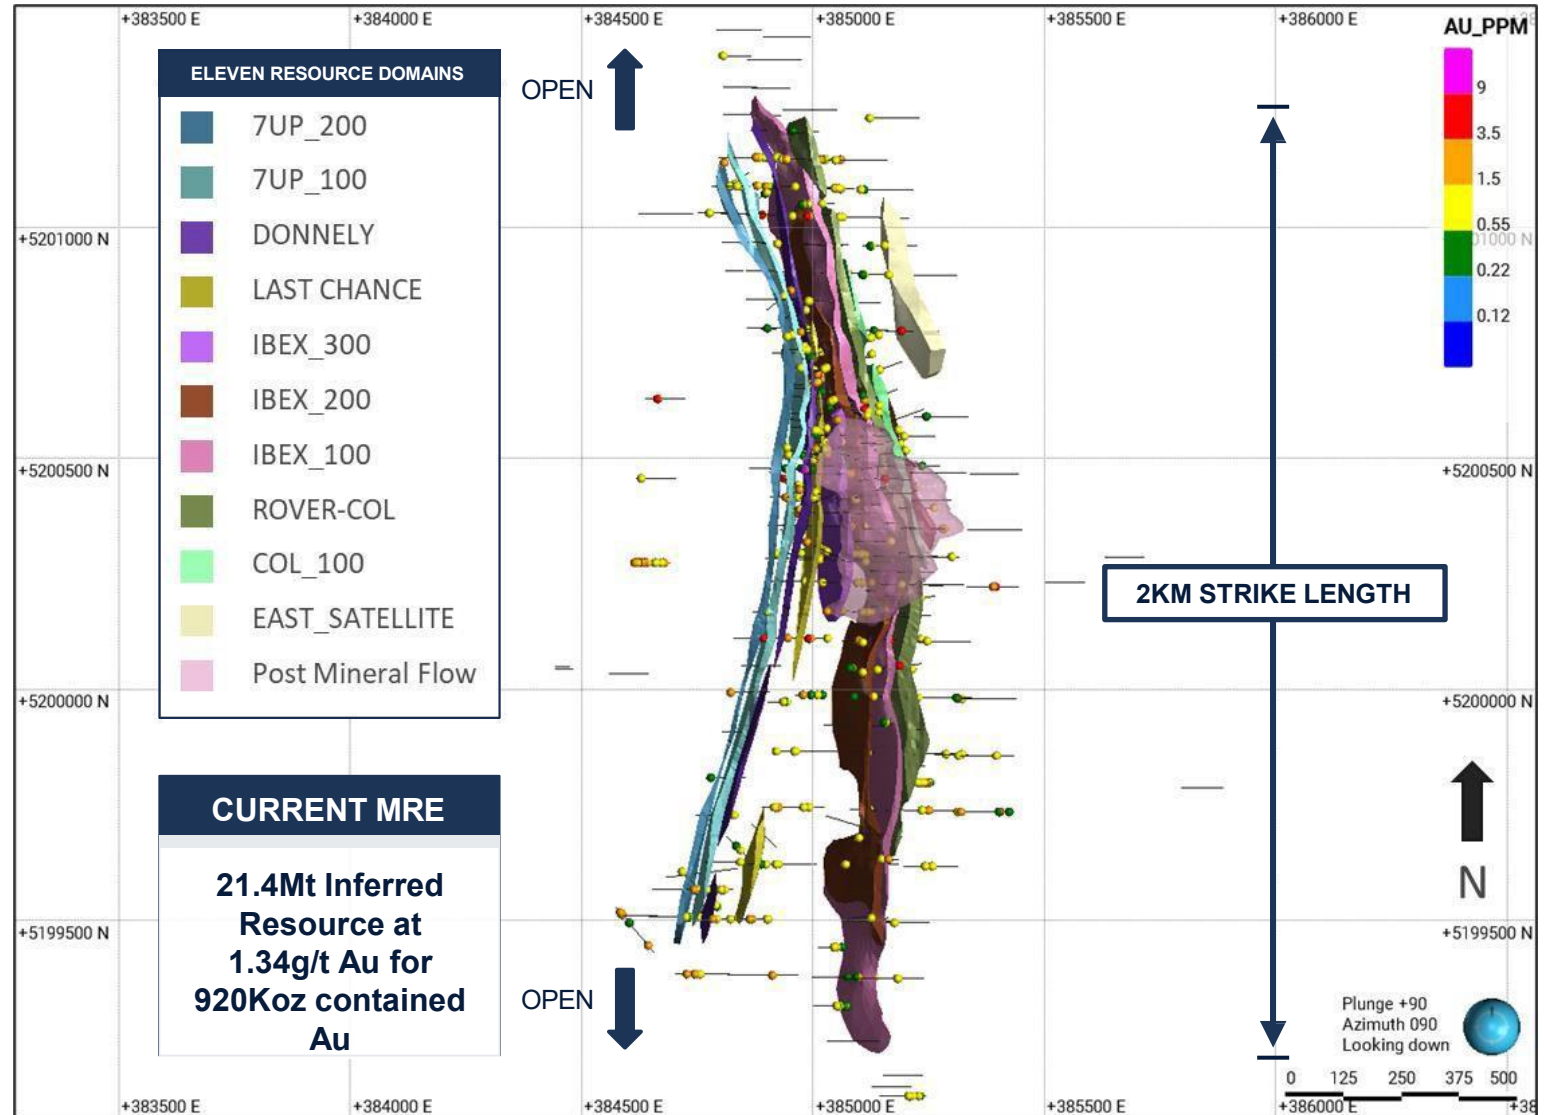 +383500 E
+384000 E
+384500 E
+385000 E
+385500 E
+386000 E
AU_PPM
9
3.5
1.5
0.55
0.22
0.12
ELEVEN RESOURCE DOMAINS
7UP_200
7UP_100
DONNELY
LAST CHANCE
IBEX_300
IBEX_200
IBEX_100
ROVER-COL
COL_100
EAST_SATELLITE
Post Mineral Flow
OPEN
+5201000 N
01000 N
+5200500 N
+5200500 N
2KM STRIKE LENGTH
+5200000 N
+5200000 N
CURRENT MRE
21.4Mt Inferred
Resource at
1.34g/t Au for
920Koz contained
Au
+5199500 N
+5199500 N
OPEN
N
Plunge +90
Azimuth 090
Looking down
0 125 250 375 500
+383500 E
+384000 E
+384500 E
+385000 E
+385500 E
+386000 E
+38